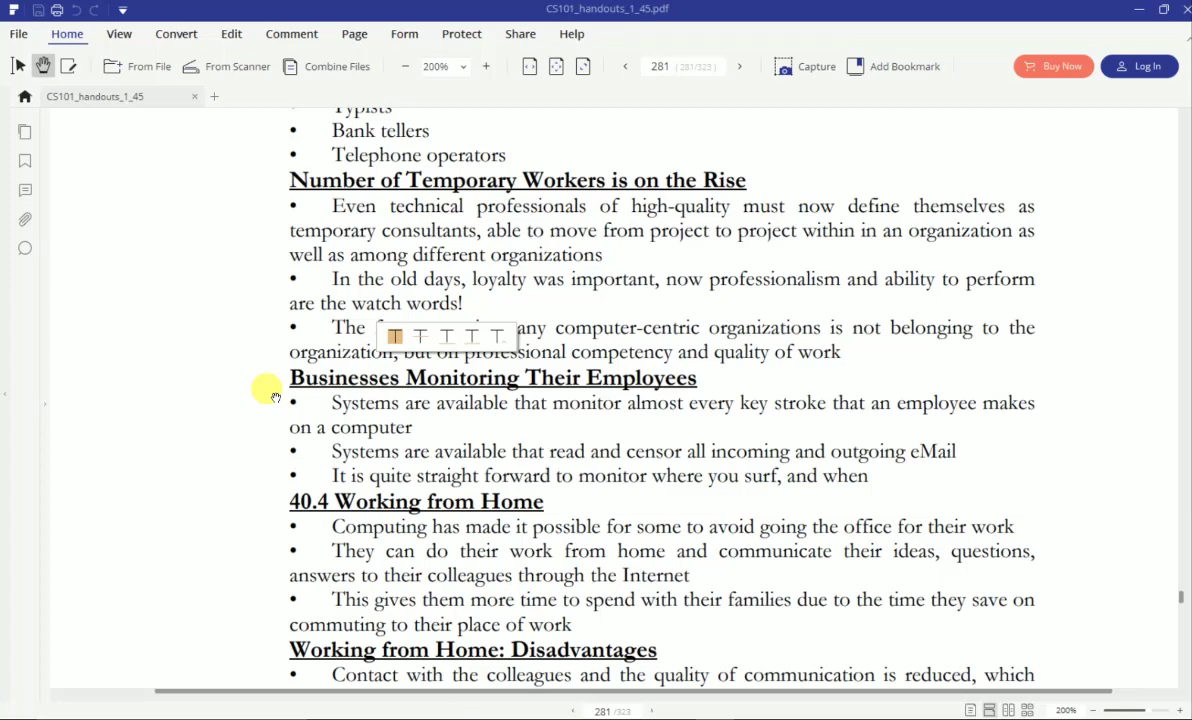 CS101_handouts_1_45.pdf
File Home View Convert Edit Comment Page Form Protect Share Help
From File From Scanner Combine Files 200% 281 (281/323) Capture Add Bookmark Buy Now Log In
CS101_handouts_1_45
• Typists
• Bank tellers
• Telephone operators
Number of Temporary Workers is on the Rise
• Even technical professionals of high-quality must now define themselves as
temporary consultants, able to move from project to project within in an organization as
well as among different organizations
• In the old days, loyalty was important, now professionalism and ability to perform
are the watch words!
• The any computer-centric organizations is not belonging to the
organization, but on professional competency and quality of work
Businesses Monitoring Their Employees
• Systems are available that monitor almost every key stroke that an employee makes
on a computer
• Systems are available that read and censor all incoming and outgoing eMail
• It is quite straight forward to monitor where you surf, and when
40.4 Working from Home
• Computing has made it possible for some to avoid going the office for their work
• They can do their work from home and communicate their ideas, questions,
answers to their colleagues through the Internet
• This gives them more time to spend with their families due to the time they save on
commuting to their place of work
Working from Home: Disadvantages
• Contact with the colleagues and the quality of communication is reduced, which
281 /323 200%